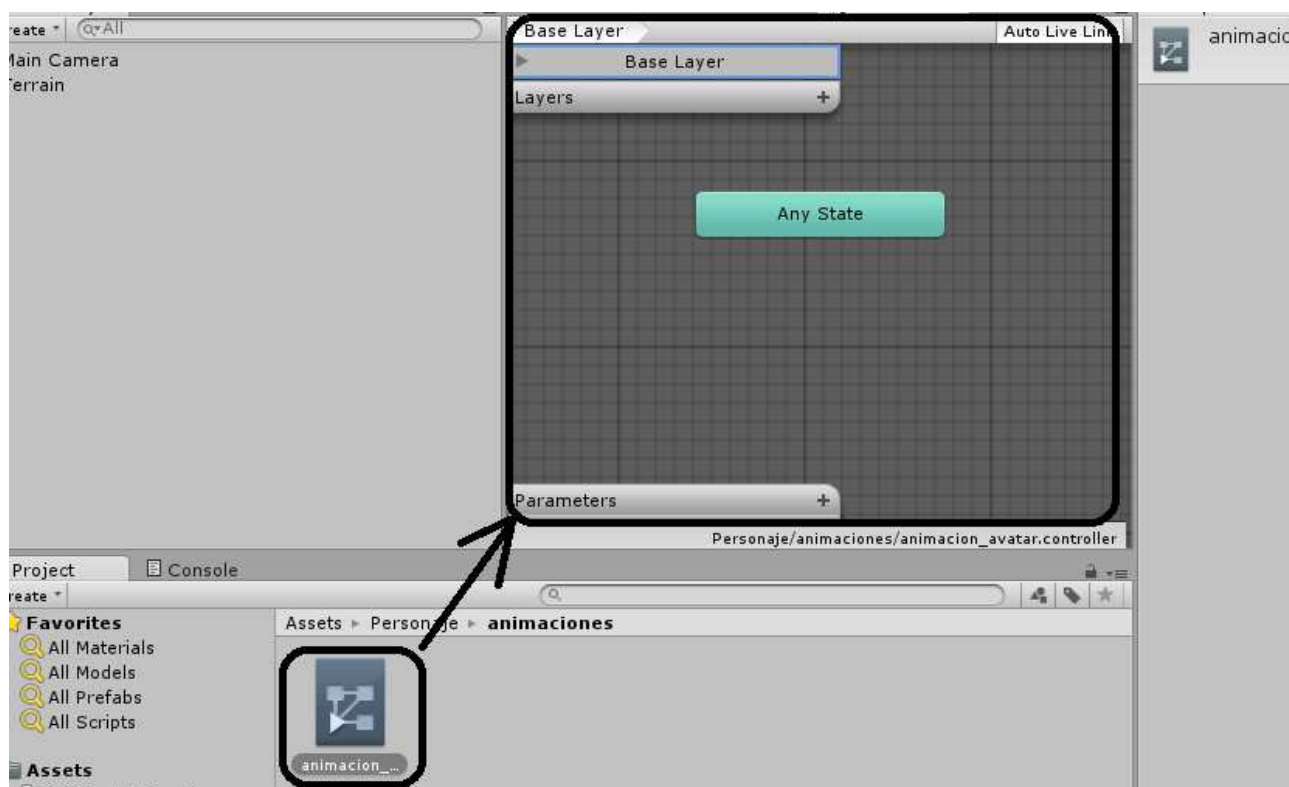 reate
All
Main Camera
Terrain
Base Layer
Auto Live Link
Base Layer
Layers +
Any State
Parameters +
Personaje/animaciones/animacion_avatar.controller
animacio
Project
Console
reate
Favorites
All Materials
All Models
All Prefabs
All Scripts
Assets
Assets ▸ Personaje ▸ animaciones
animacion_...